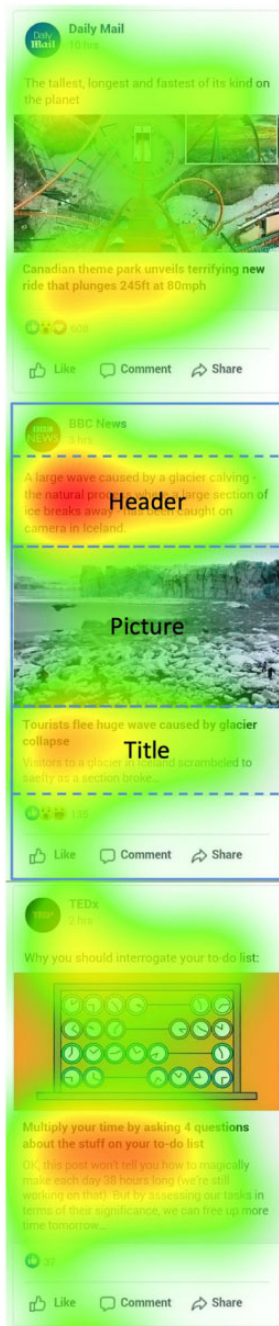 Daily
Mail
Daily Mail
10 hrs
The tallest, longest and fastest of its kind on
the planet
Canadian theme park unveils terrifying new
ride that plunges 245ft at 80mph
608
Like Comment Share
BBC
NEWS
BBC News
3 hrs
A large wave caused by a glacier calving -
the natural process where a large section of
ice breaks away - has been caught on
camera in Iceland.
Header
Picture
Tourists flee huge wave caused by glacier
collapse
Title
Visitors to a glacier in Iceland scrambled to
saefty as a section broke...
135
Like Comment Share
TEDx
TEDx
2 hrs
Why you should interrogate your to-do list:
Multiply your time by asking 4 questions
about the stuff on your to-do list
OK, this post won't tell you how to magically
make each day 38 hours long (we're still
working on that). But by assessing our tasks in
terms of their significance, we can free up more
time tomorrow...
37
Like Comment Share